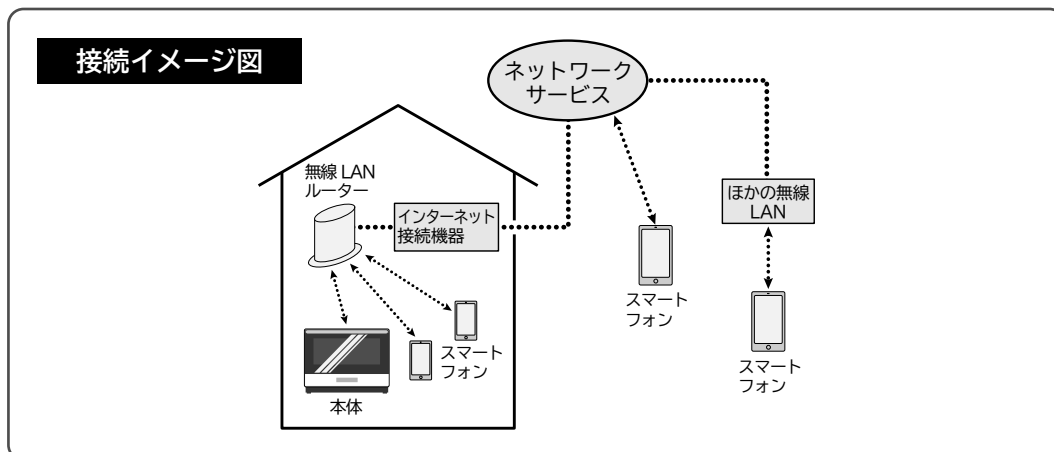 接続イメージ図
ネットワーク
サービス
無線 LAN
ルーター
インターネット
接続機器
ほかの無線
LAN
スマート
フォン
スマート
フォン
スマート
フォン
本体